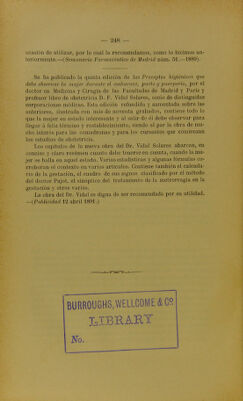 — 248 —
misión de utilizar, por lo cual la recomendamos, como lo hicimos an-
teriormente.—(Semanario Farmacéutico de Madrid núm. 51.—1889).
Se ha publicado la quinta edición de los Preceptos higiénicos que
debe observar la mujer durante el embarazo, parto y puerperio, por el
doctor en Medicina y Cirugía de las Facultades de Madrid y París y
profesor libre de obstetricia D. F. Vidal Solares, socio de distinguidas
corporaciones médicas. Esta edición refundida y aumentada sobre las
anteriores, ilustrada con más de noventa grabados, contiene todo lo
que la mujer en estado interesante y al salir de él debe observar para
llegar á feliz término y restablecimiento, siendo al par la obra de mu-
cho interés para las comadronas y para los cursantes que comienzan
los estudios de obstetricia.
Los capítulos de la nueva obra del Dr. Vidal Solares abarcan, en
conciso y claro resumen cuanto debe tenerse en cuenta, cuando la mu-
jer se halla en aquel estado. Varias estadísticas y algunas fórmulas co-
rroboran el contexto en varios artículos. Contiene también el calenda-
rio de la gestación, el cuadro de sus signos clasificado por el método
del doctor Pajot, el sinóptico del tratamiento de la metrorragia en la
gestación y otros varios.
La obra del Dr. Vidal es digna de ser recomendada por su utilidad.
—(Publicidad 12 abril 1891.)
BURROUGHS, WELLCOME & Co
LIBRARY
No.